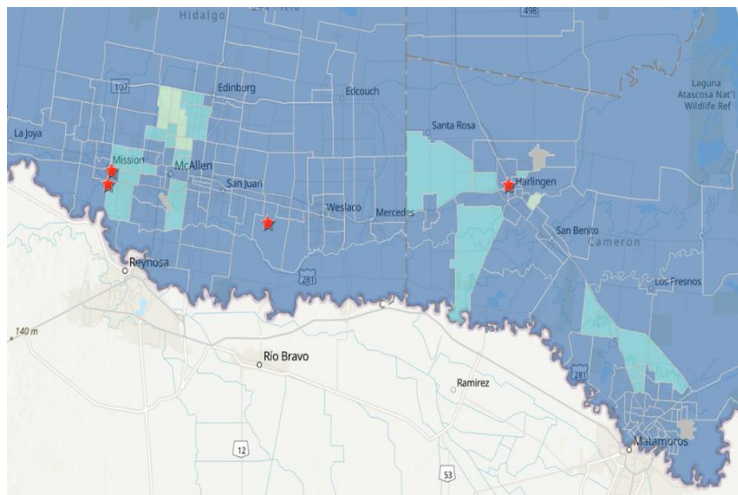 Hidalgo
498
107
Edinburg
Edcouch
Laguna
Atascosa Nat'l
Wildlife Ref
La Joya
Santa Rosa
Mission
McAllen
San Juan
Harlingen
Weslaco
Mercedes
San Benito
Cameron
Reynosa
281
Los Fresnos
140 m
Río Bravo
Ramirez
281
Matamoros
12
53